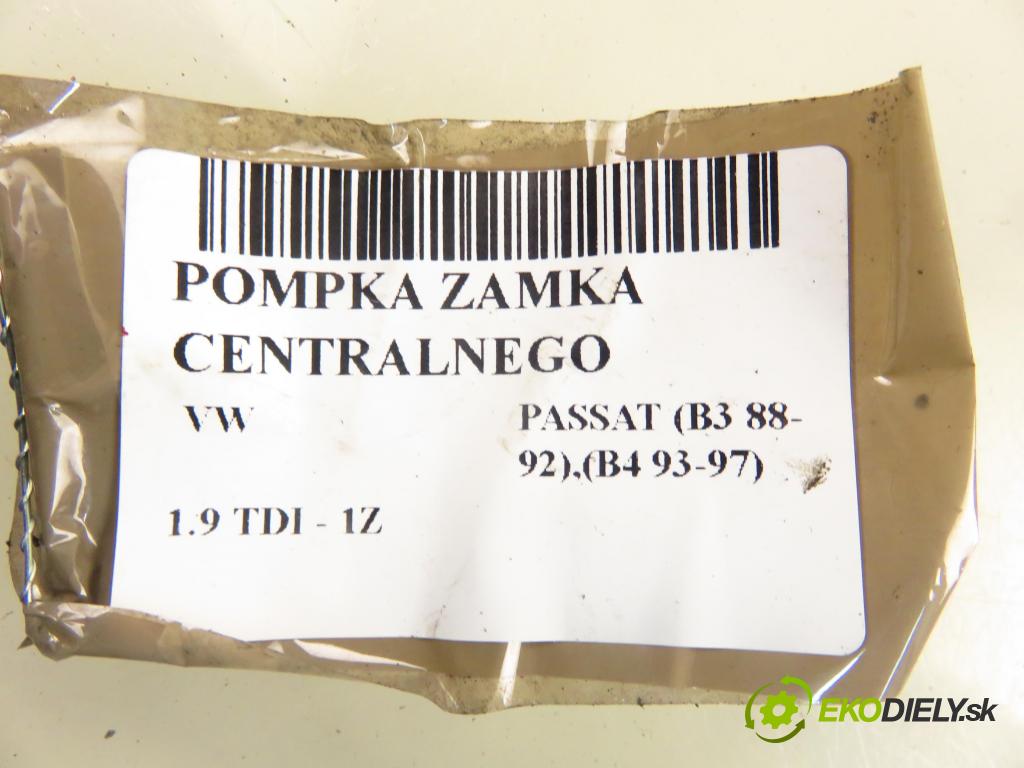 POMPKA ZAMKA
CENTRALNEGO
VW
PASSAT (B3 88-
92),(B4 93-97)
1.9 TDI - 1Z
EKODIELY.sk